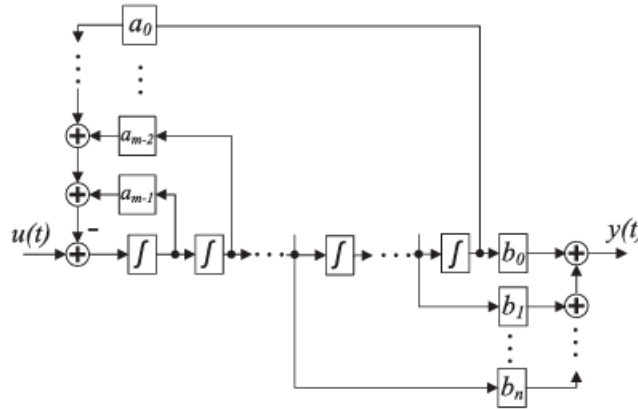 a₀
aₘ₋₂
aₘ₋₁
u(t)
−
∫ ∫ ∫ ∫ b₀
y(t)
b₁
bₙ